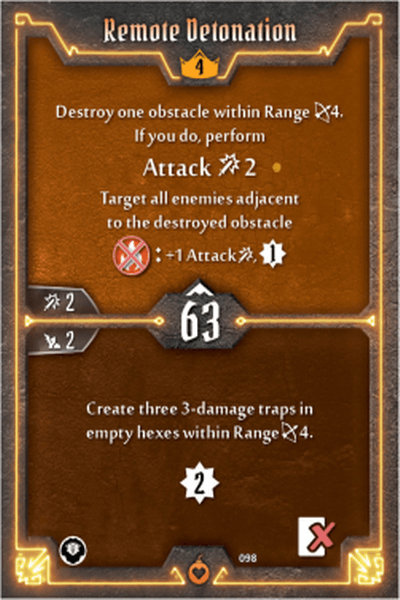 Remote Detonation
4
Destroy one obstacle within Range 4.
If you do, perform
Attack 2
Target all enemies adjacent
to the destroyed obstacle
: +1 Attack, 1
2
63
2
Create three 3-damage traps in
empty hexes within Range 4.
2
098